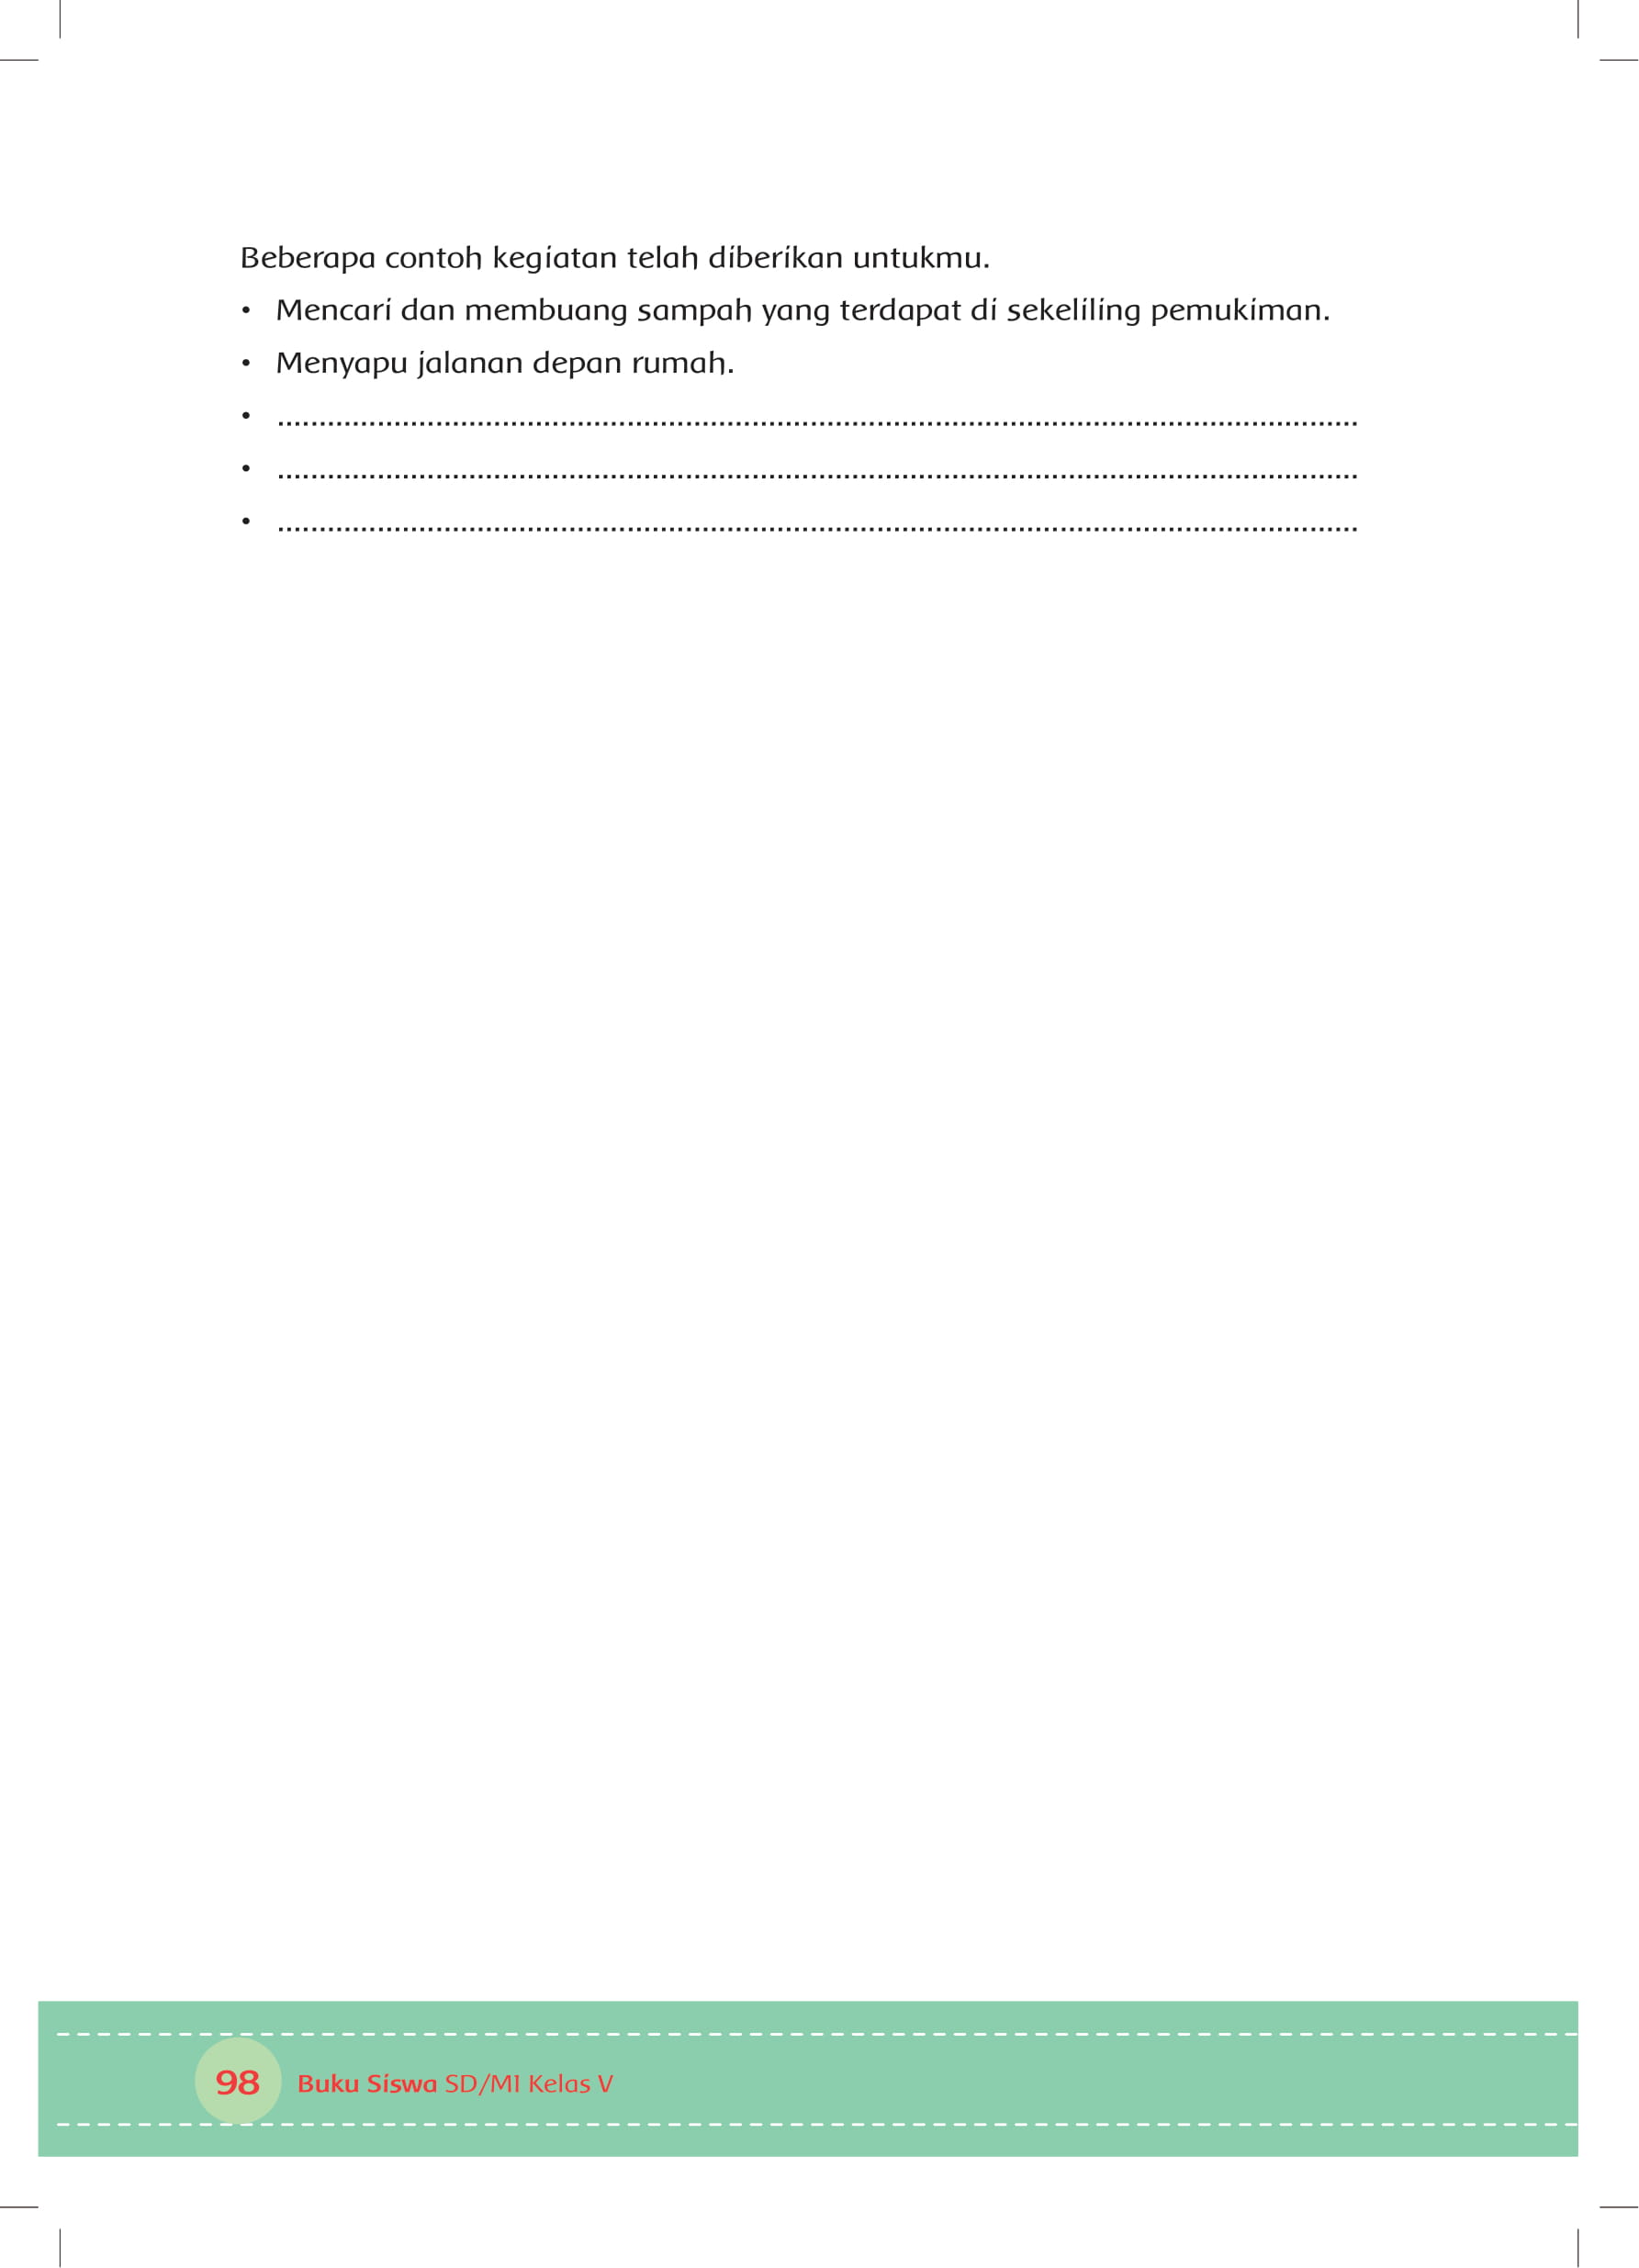 Beberapa contoh kegiatan telah diberikan untukmu.
• Mencari dan membuang sampah yang terdapat di sekeliling pemukiman.
• Menyapu jalanan depan rumah.
• ....................................................................................................
• ....................................................................................................
• ....................................................................................................
98 Buku Siswa SD/MI Kelas V